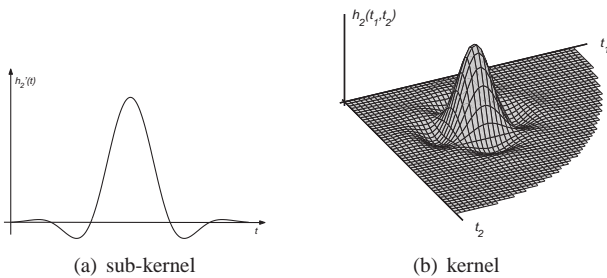 h₂'(t)
t
(a) sub-kernel
h₂(t₁,t₂)
t₁
t₂
(b) kernel